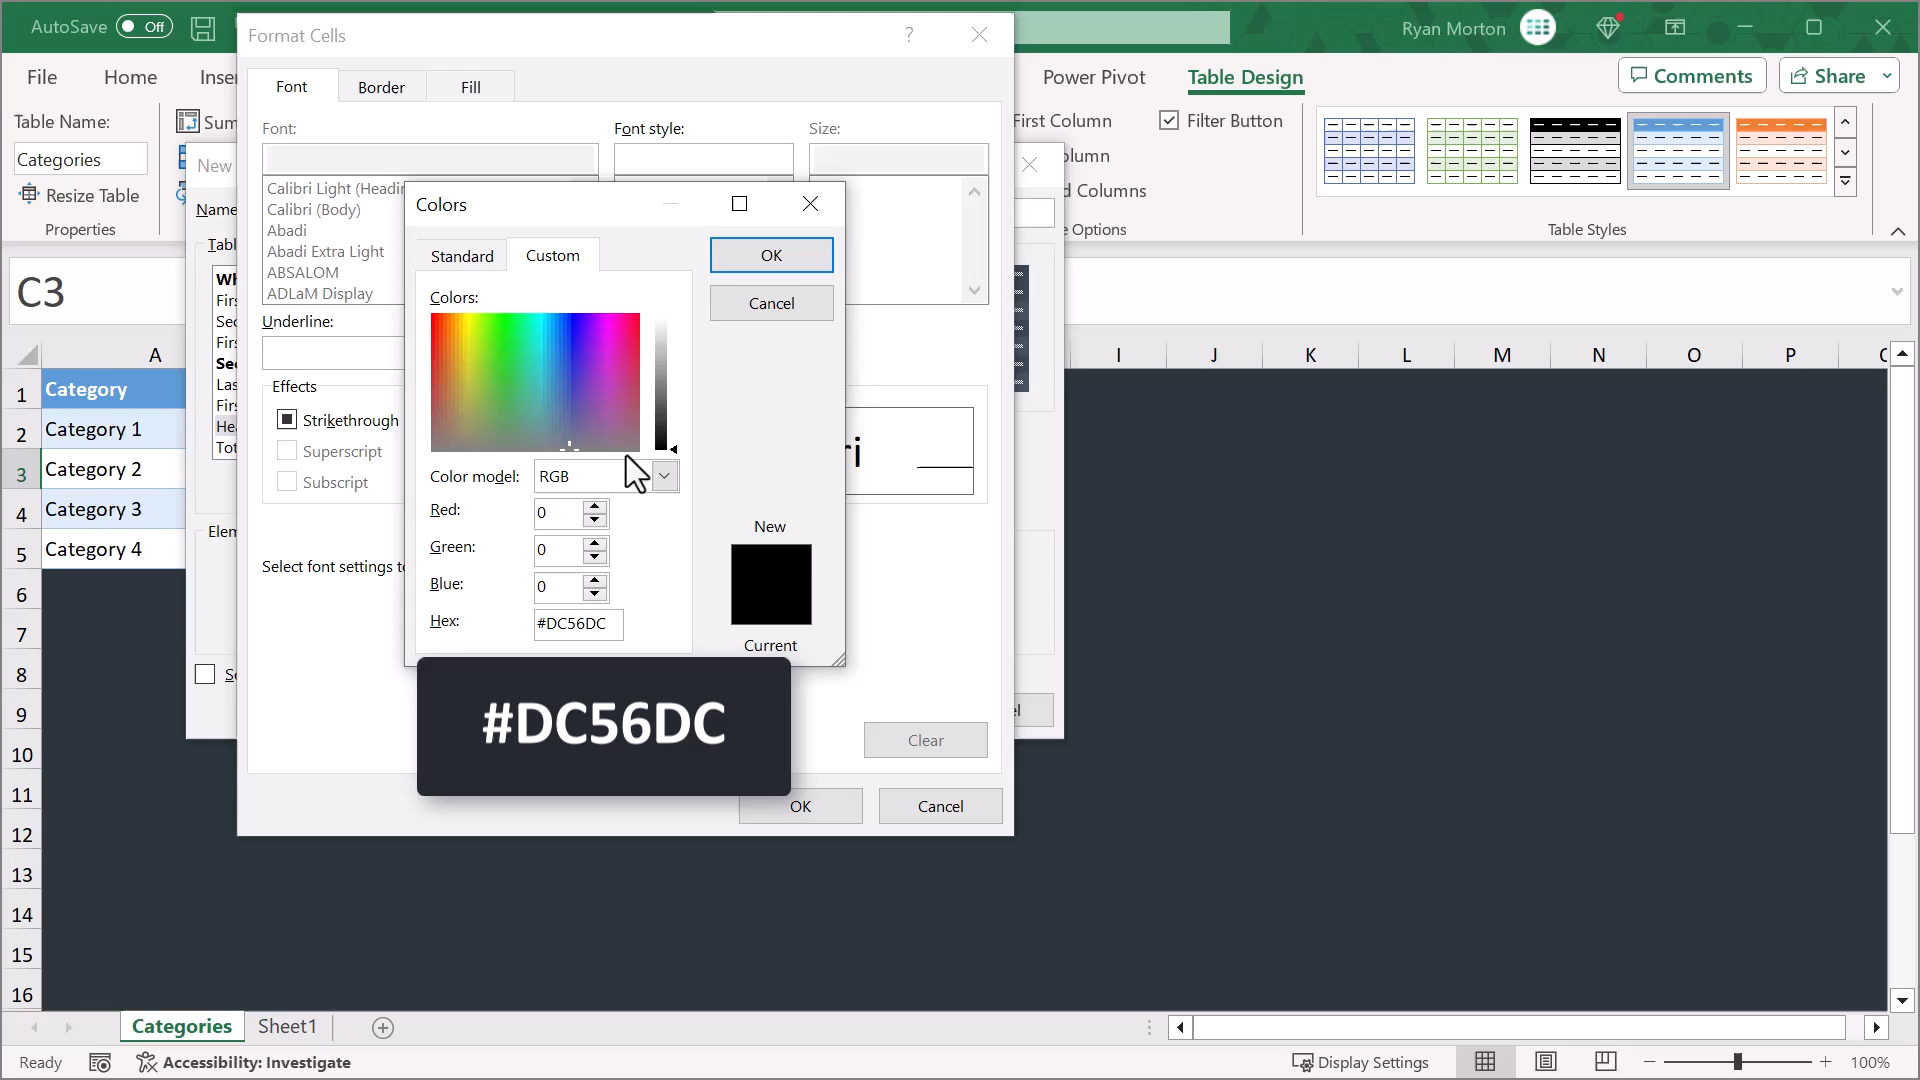 AutoSave Off
Ryan Morton
File
Home
Power Pivot
Table Design
Comments
Share
Table Name:
Categories
Resize Table
Properties
First Column
Filter Button
Table Styles
C3
Format Cells
?
Font
Border
Fill
Font:
Font style:
Size:
Calibri (Body)
Abadi
Abadi Extra Light
ABSALOM
ADLaM Display
Underline:
Effects
Strikethrough
Superscript
Subscript
Select font settings
Clear
OK
Cancel
New
Colors
Standard
Custom
OK
Cancel
Colors:
Color model:
RGB
Red:
0
Green:
0
Blue:
0
Hex:
#DC56DC
New
Current
#DC56DC
A
I
J
K
L
M
N
O
P
1
Category
2
Category 1
3
Category 2
4
Category 3
5
Category 4
6
7
8
9
10
11
12
13
14
15
16
Categories
Sheet1
Ready
Accessibility: Investigate
Display Settings
100%